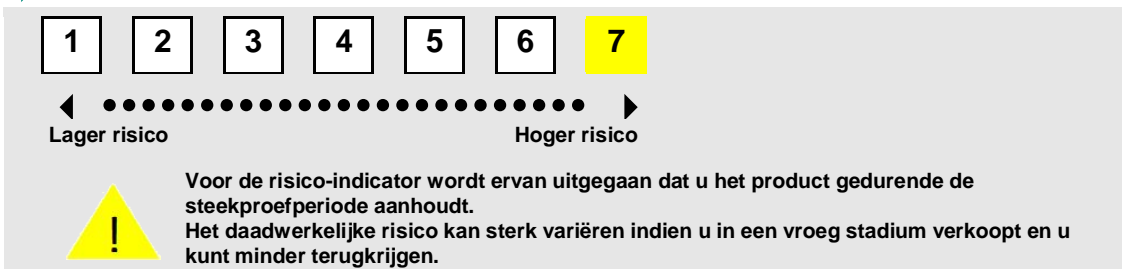 1 2 3 4 5 6 7
Lager risico Hoger risico
Voor de risico-indicator wordt ervan uitgegaan dat u het product gedurende de
steekproefperiode aanhoudt.
Het daadwerkelijke risico kan sterk variëren indien u in een vroeg stadium verkoopt en u
kunt minder terugkrijgen.
!